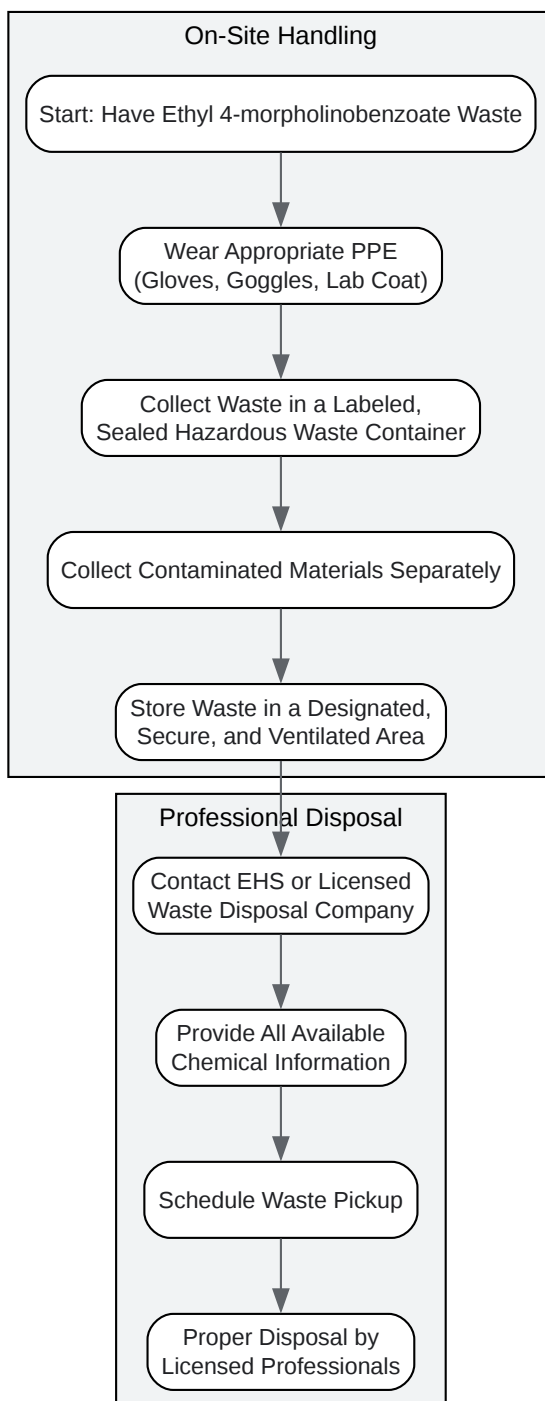 On-Site Handling
Start: Have Ethyl 4-morpholinobenzoate Waste
Wear Appropriate PPE
(Gloves, Goggles, Lab Coat)
Collect Waste in a Labeled,
Sealed Hazardous Waste Container
Collect Contaminated Materials Separately
Store Waste in a Designated,
Secure, and Ventilated Area
Professional Disposal
Contact EHS or Licensed
Waste Disposal Company
Provide All Available
Chemical Information
Schedule Waste Pickup
Proper Disposal by
Licensed Professionals